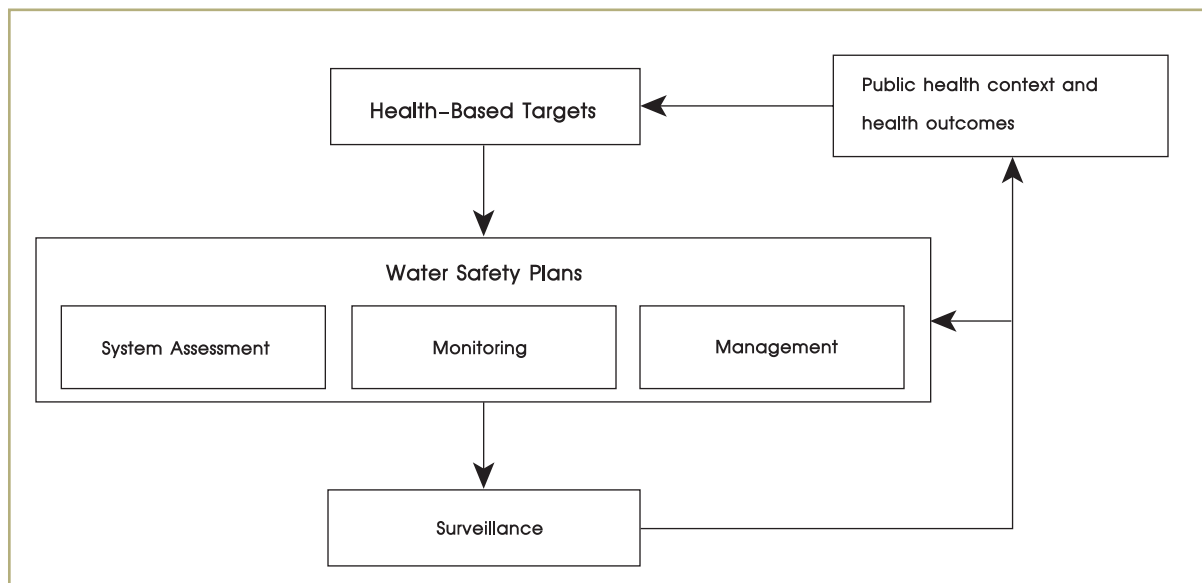 Health-Based Targets
Public health context and
health outcomes
Water Safety Plans
System Assessment
Monitoring
Management
Surveillance